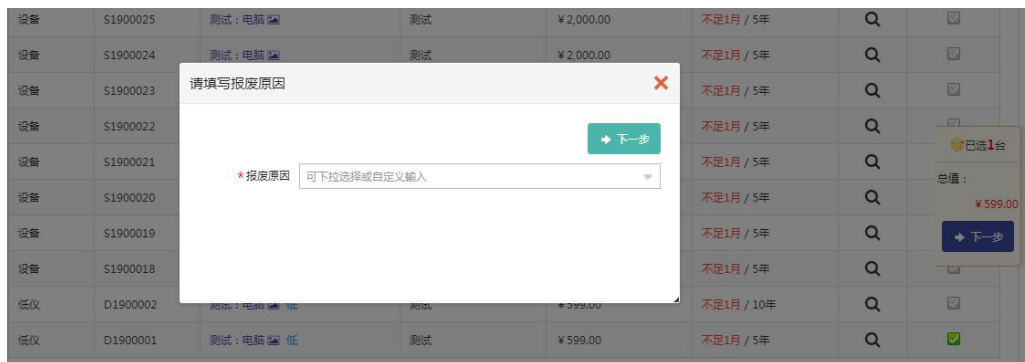 设备 S1900025 测试：电脑 测试 ￥2,000.00 不足1月 / 5年
设备 S1900024 测试：电脑 测试 ￥2,000.00 不足1月 / 5年
设备 S1900023 不足1月 / 5年
设备 S1900022 不足1月 / 5年
设备 S1900021 不足1月 / 5年
设备 S1900020 不足1月 / 5年
设备 S1900019 不足1月 / 5年
设备 S1900018 不足1月 / 5年
低仪 D1900002 测试：电脑 低 测试 ￥599.00 不足1月 / 10年
低仪 D1900001 测试：电脑 低 测试 ￥599.00 不足1月 / 5年
请填写报废原因
下一步
*报废原因 可下拉选择或自定义输入
已选1台
总值：
￥599.00
下一步